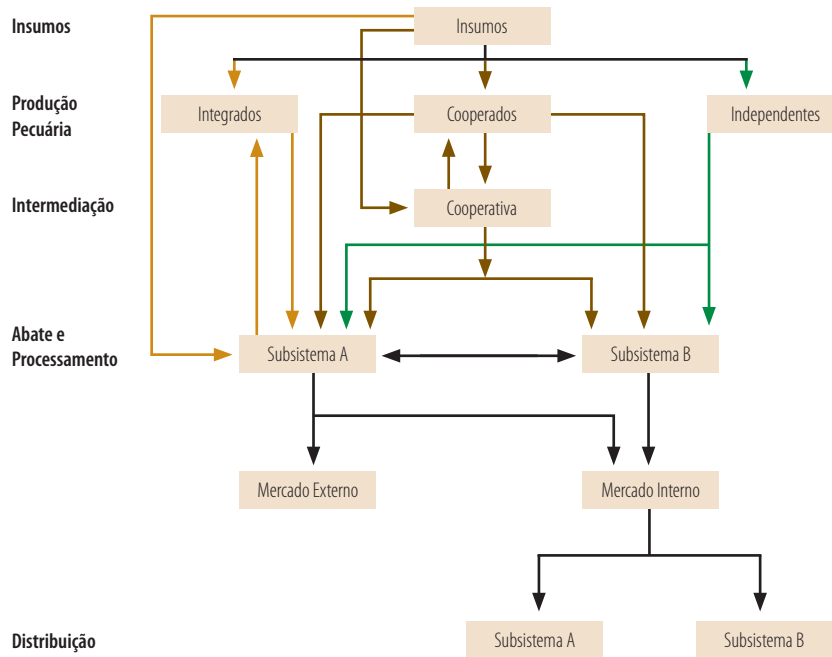 Insumos
Insumos
Produção
Pecuária
Integrados
Cooperados
Independentes
Intermediação
Cooperativa
Abate e
Processamento
Subsistema A
Subsistema B
Mercado Externo
Mercado Interno
Distribuição
Subsistema A
Subsistema B